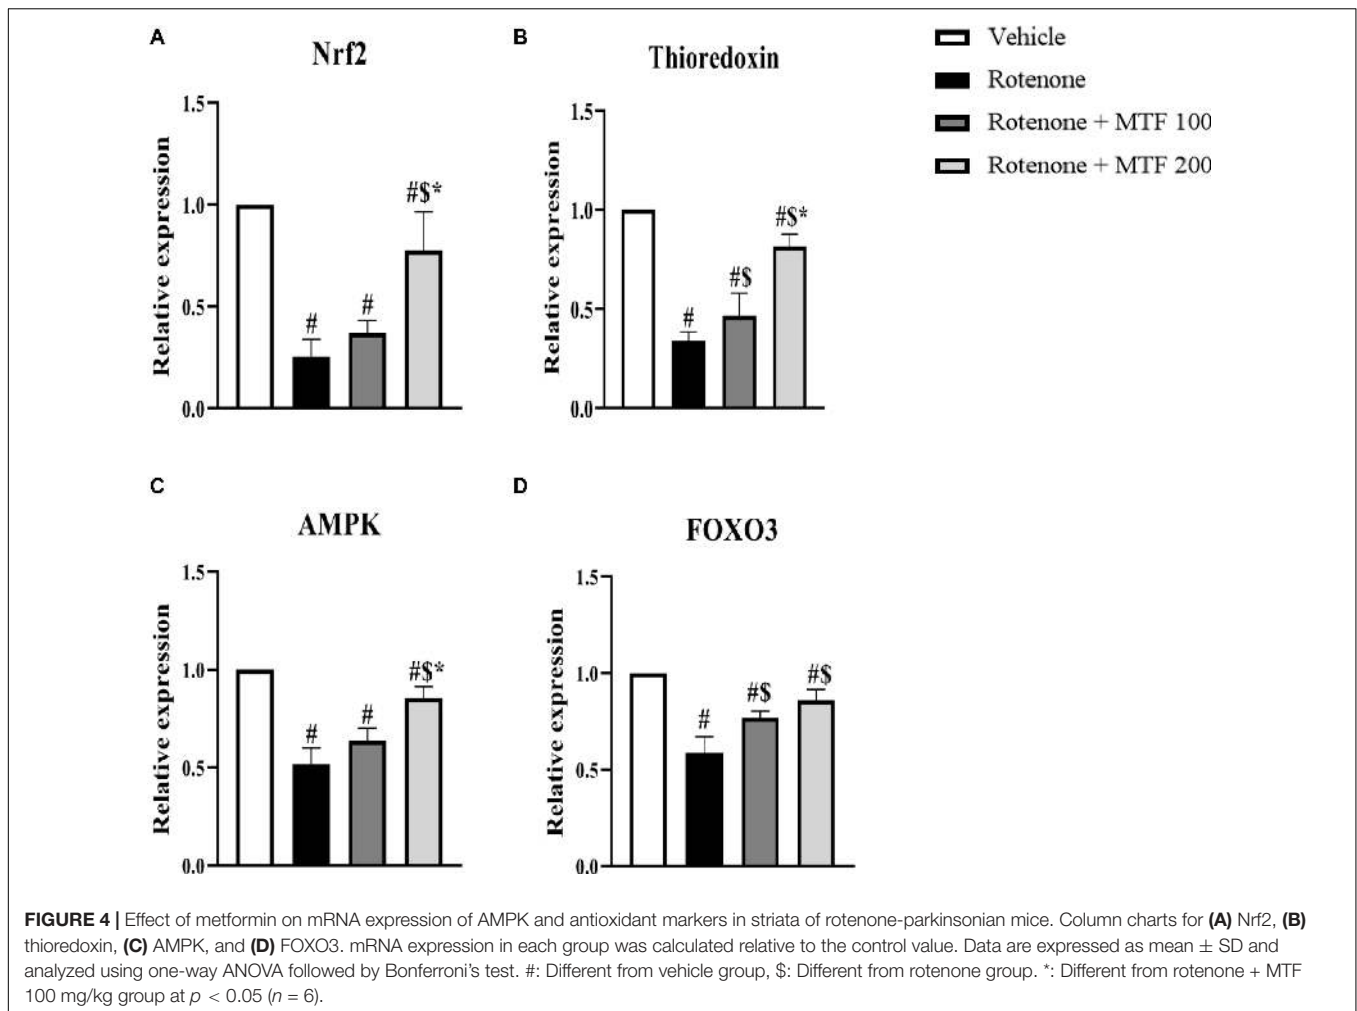 A
Nrf2
Relative expression
1.5
1.0
0.5
0.0
#
#
#$*
B
Thioredoxin
Relative expression
1.5
1.0
0.5
0.0
#
#$
#$*
Vehicle
Rotenone
Rotenone + MTF 100
Rotenone + MTF 200
C
AMPK
Relative expression
1.5
1.0
0.5
0.0
#
#
#$*
D
FOXO3
Relative expression
1.5
1.0
0.5
0.0
#
#$
#$
FIGURE 4 | Effect of metformin on mRNA expression of AMPK and antioxidant markers in striata of rotenone-parkinsonian mice. Column charts for (A) Nrf2, (B)
thioredoxin, (C) AMPK, and (D) FOXO3. mRNA expression in each group was calculated relative to the control value. Data are expressed as mean ± SD and
analyzed using one-way ANOVA followed by Bonferroni's test. #: Different from vehicle group, $: Different from rotenone group. *: Different from rotenone + MTF
100 mg/kg group at p < 0.05 (n = 6).